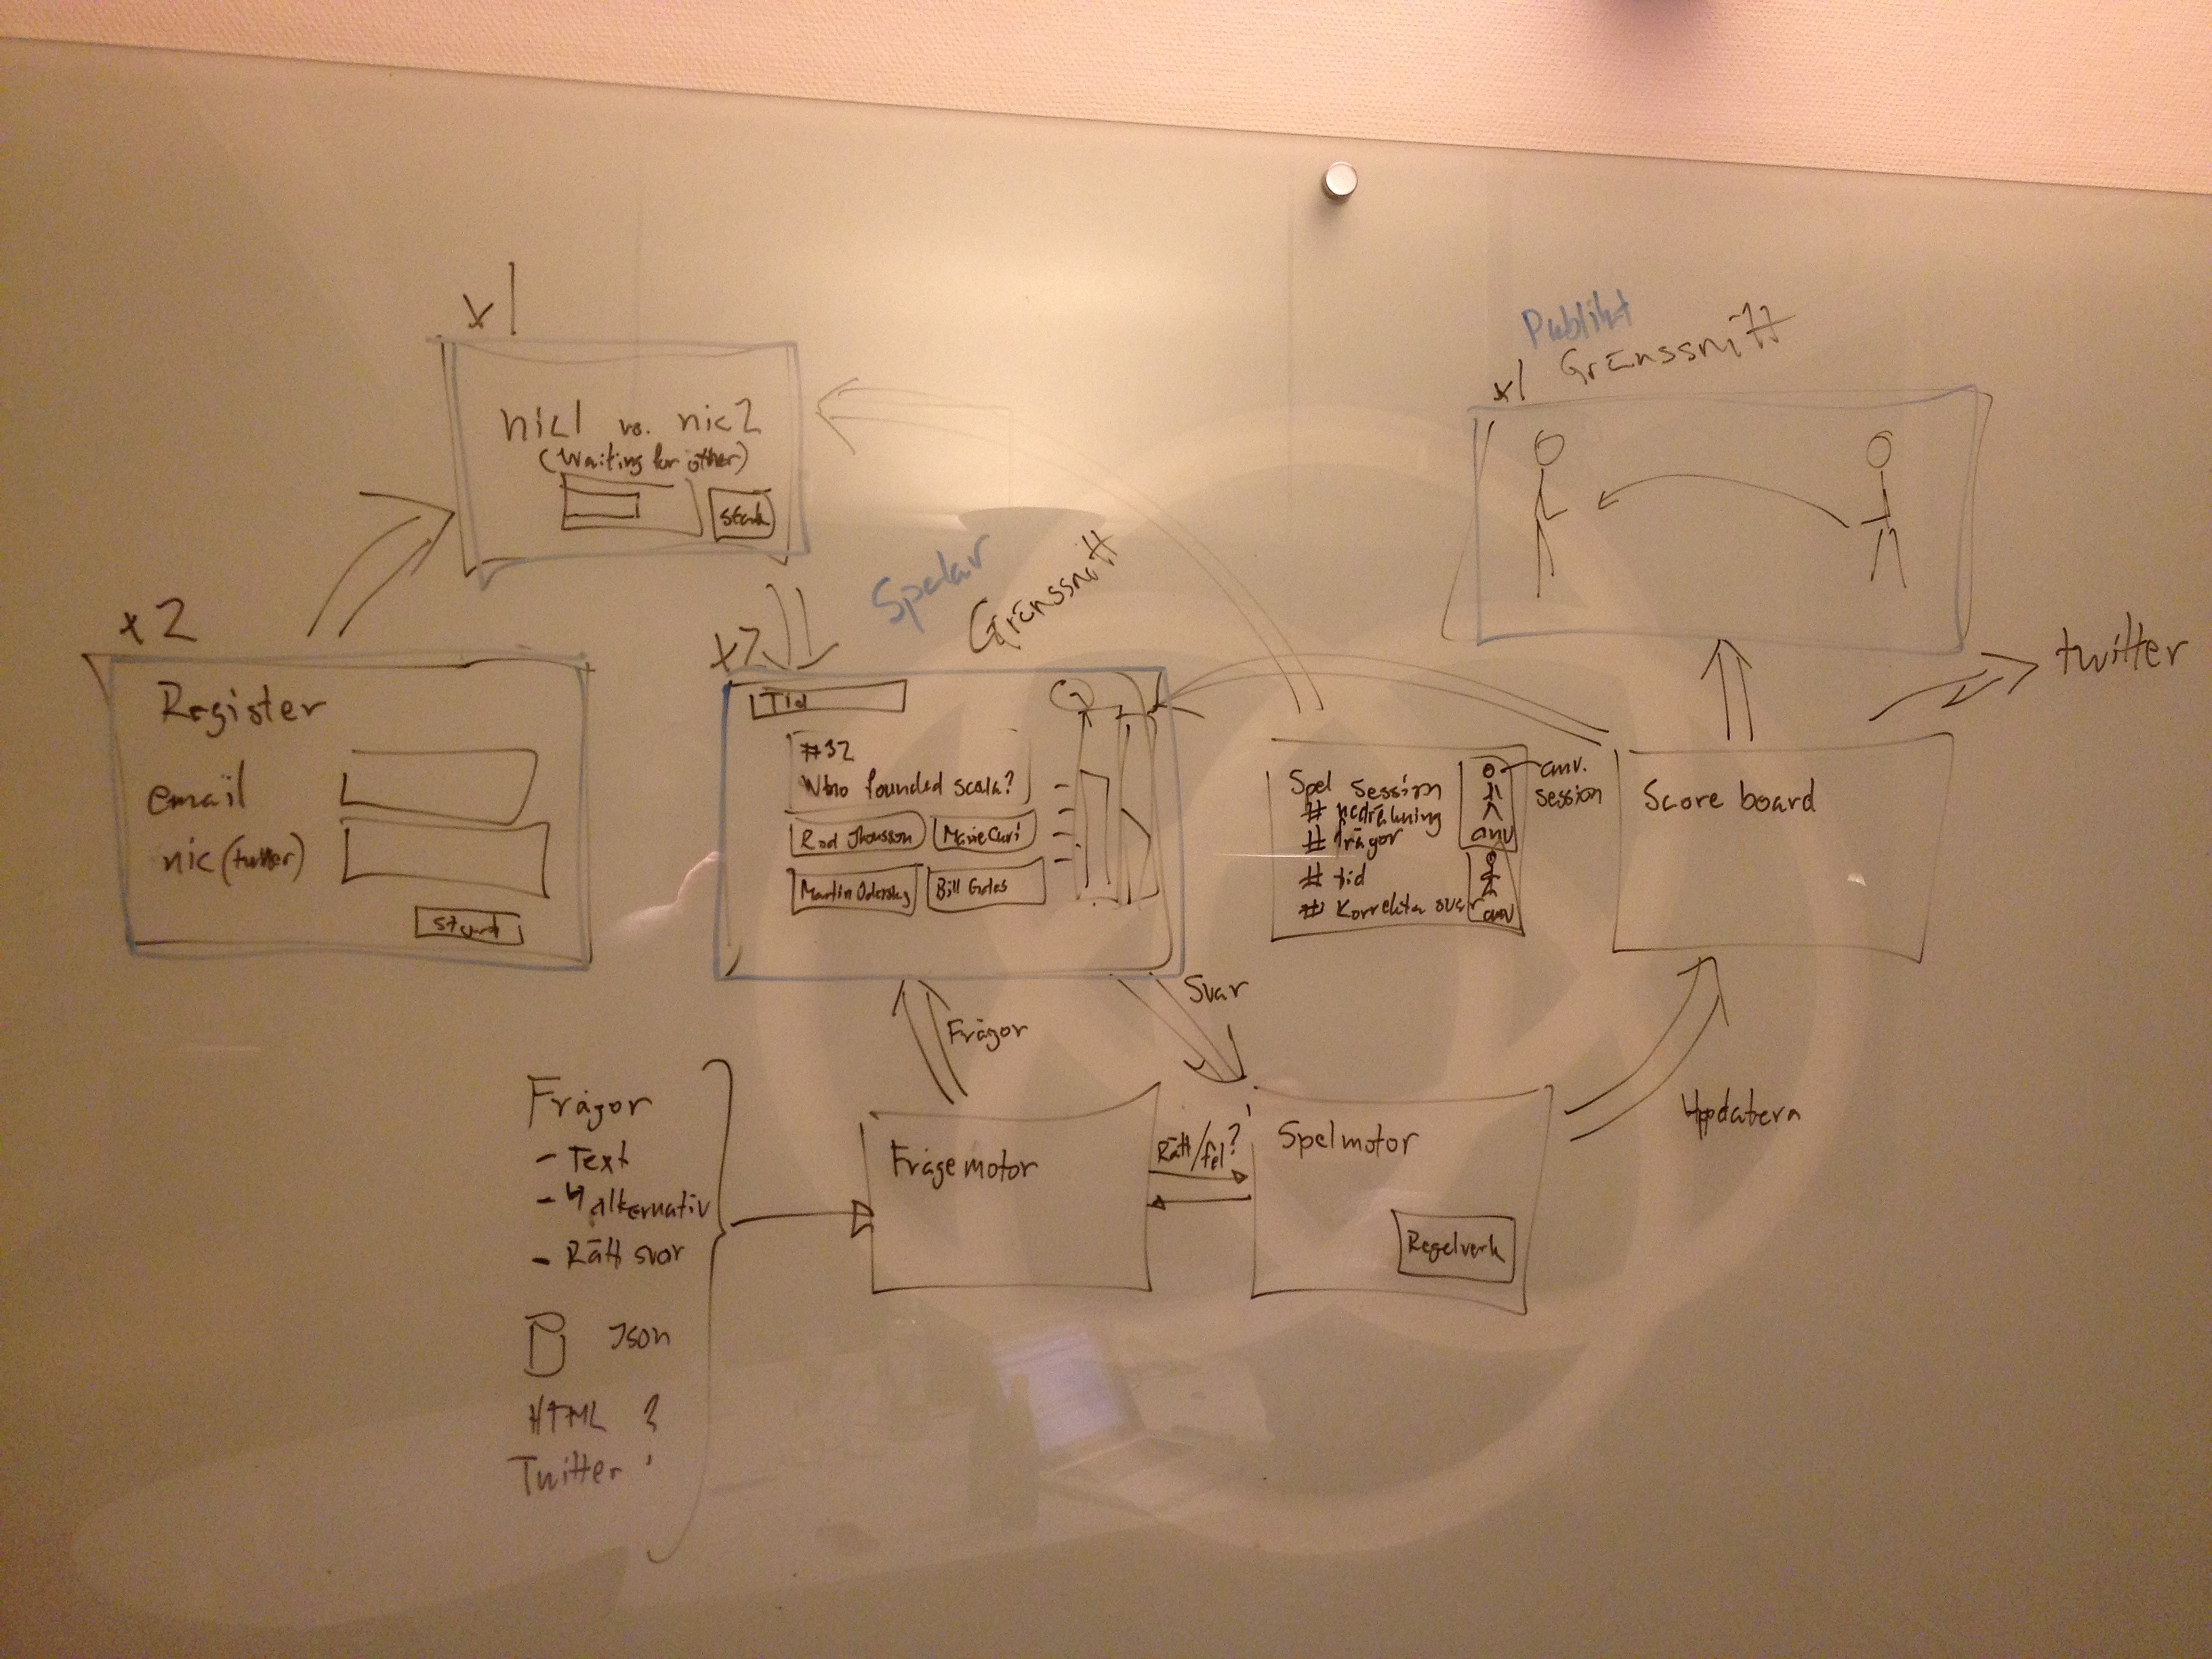 x1
nic1 vs. nic2
(Waiting for other)
x2
Register
email
nic (twitter)
Start
Spelar
Gränssnitt
x2
Tid
#32
Who founded scala?
Rod Jhonsson
Marie Curi
Martin Odersky
Bill Gates
Publikt
Gränssnitt
x1
twitter
Spel Session
# nedräkning
# frågor
# tid
# Korrekta svar
anv
anv
anv.
session
Score board
Svar
Frågor
Frågor
- Text
- 4 alternativ
- Rätt svar
Json
HTML ?
Twitter
Frågemotor
Rätt/fel?
Spelmotor
Regelverk
Uppdatera